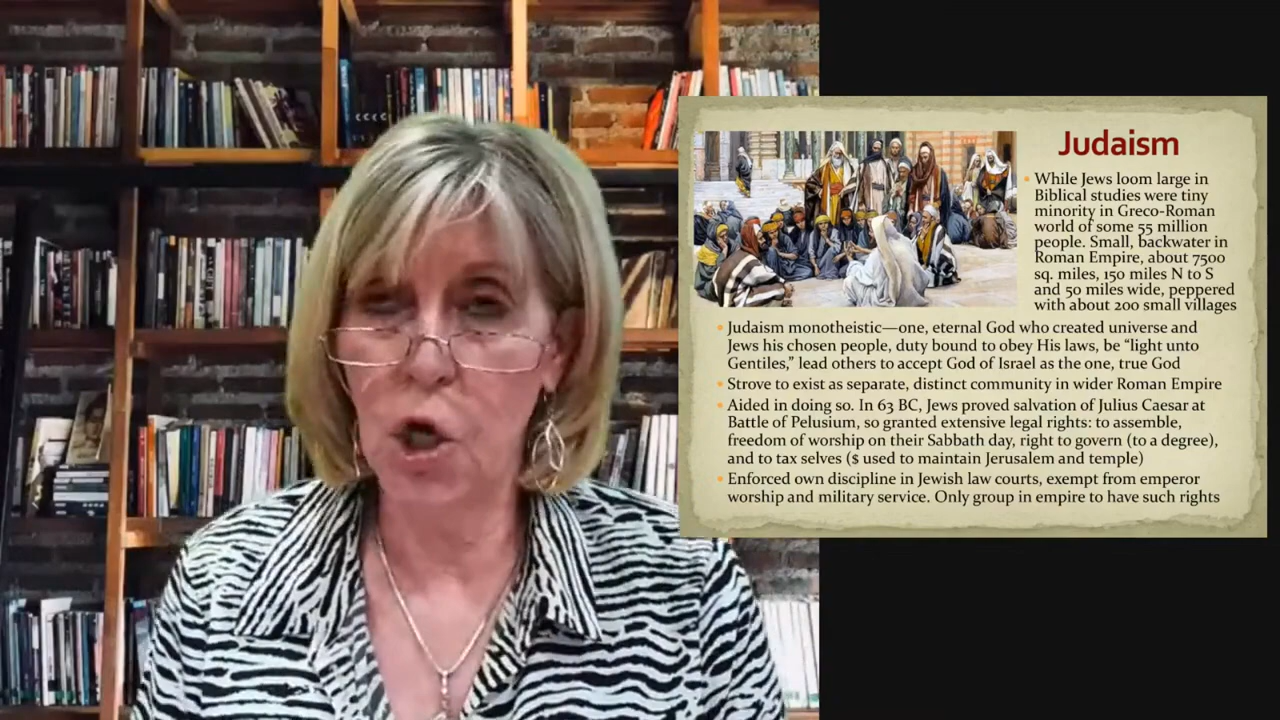 Judaism
• While Jews loom large in
Biblical studies were tiny
minority in Greco-Roman
world of some 55 million
people. Small, backwater in
Roman Empire, about 7500
sq. miles, 150 miles N to S
and 50 miles wide, peppered
with about 200 small villages
• Judaism monotheistic—one, eternal God who created universe and
Jews his chosen people, duty bound to obey His laws, be “light unto
Gentiles,” lead others to accept God of Israel as the one, true God
• Strove to exist as separate, distinct community in wider Roman Empire
• Aided in doing so. In 63 BC, Jews proved salvation of Julius Caesar at
Battle of Pelusium, so granted extensive legal rights: to assemble,
freedom of worship on their Sabbath day, right to govern (to a degree),
and to tax selves ($ used to maintain Jerusalem and temple)
• Enforced own discipline in Jewish law courts, exempt from emperor
worship and military service. Only group in empire to have such rights